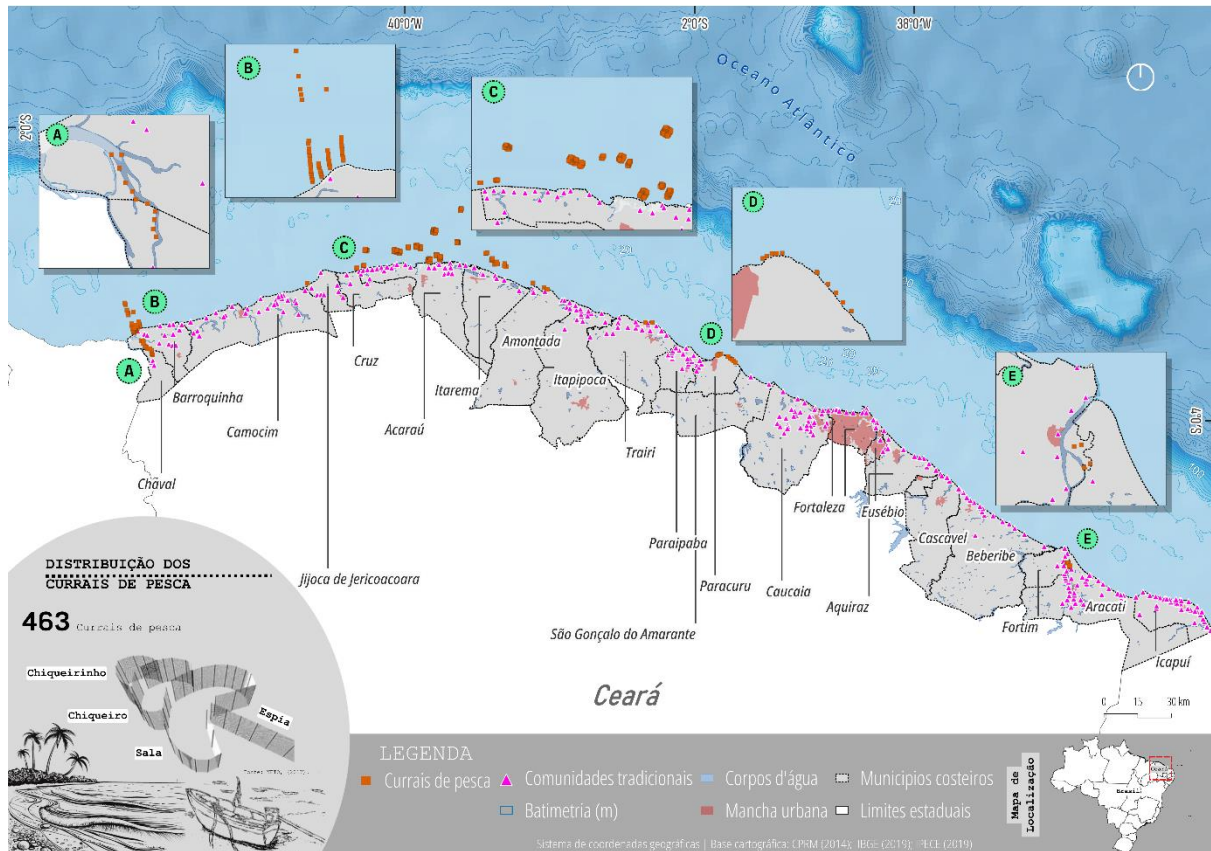 40°0'W
2°0'S
38°0'W
Oceano Atlântico
B
C
2°0'S
A
D
20
C
B
D
20
E
A
4°0'S
100
Cruz
Amontada
Barroquinha
Itarema
Itapipoca
Camocim
Acaraú
Trairi
Chaval
Fortaleza
Eusébio
Cascavel
Paraipaba
E
Beberibe
Jijoca de Jericoacoara
Paracuru
Caucaia
Aquiraz
Aracati
São Gonçalo do Amarante
Fortim
Icapuí
Ceará
0 15 30 km
DISTRIBUIÇÃO DOS
CURRAIS DE PESCA
463 Currais de pesca
Chiqueirinho
Chiqueiro
Espia
Sala
LEGENDA
Currais de pesca
Comunidades tradicionais
Corpos d'água
Municípios costeiros
Batimetria (m)
Mancha urbana
Limites estaduais
Mapa de
Localização
Brasil
Sistema de coordenadas geográficas | Base cartográfica: CPRM (2014); IBGE (2019); IPECE (2019)